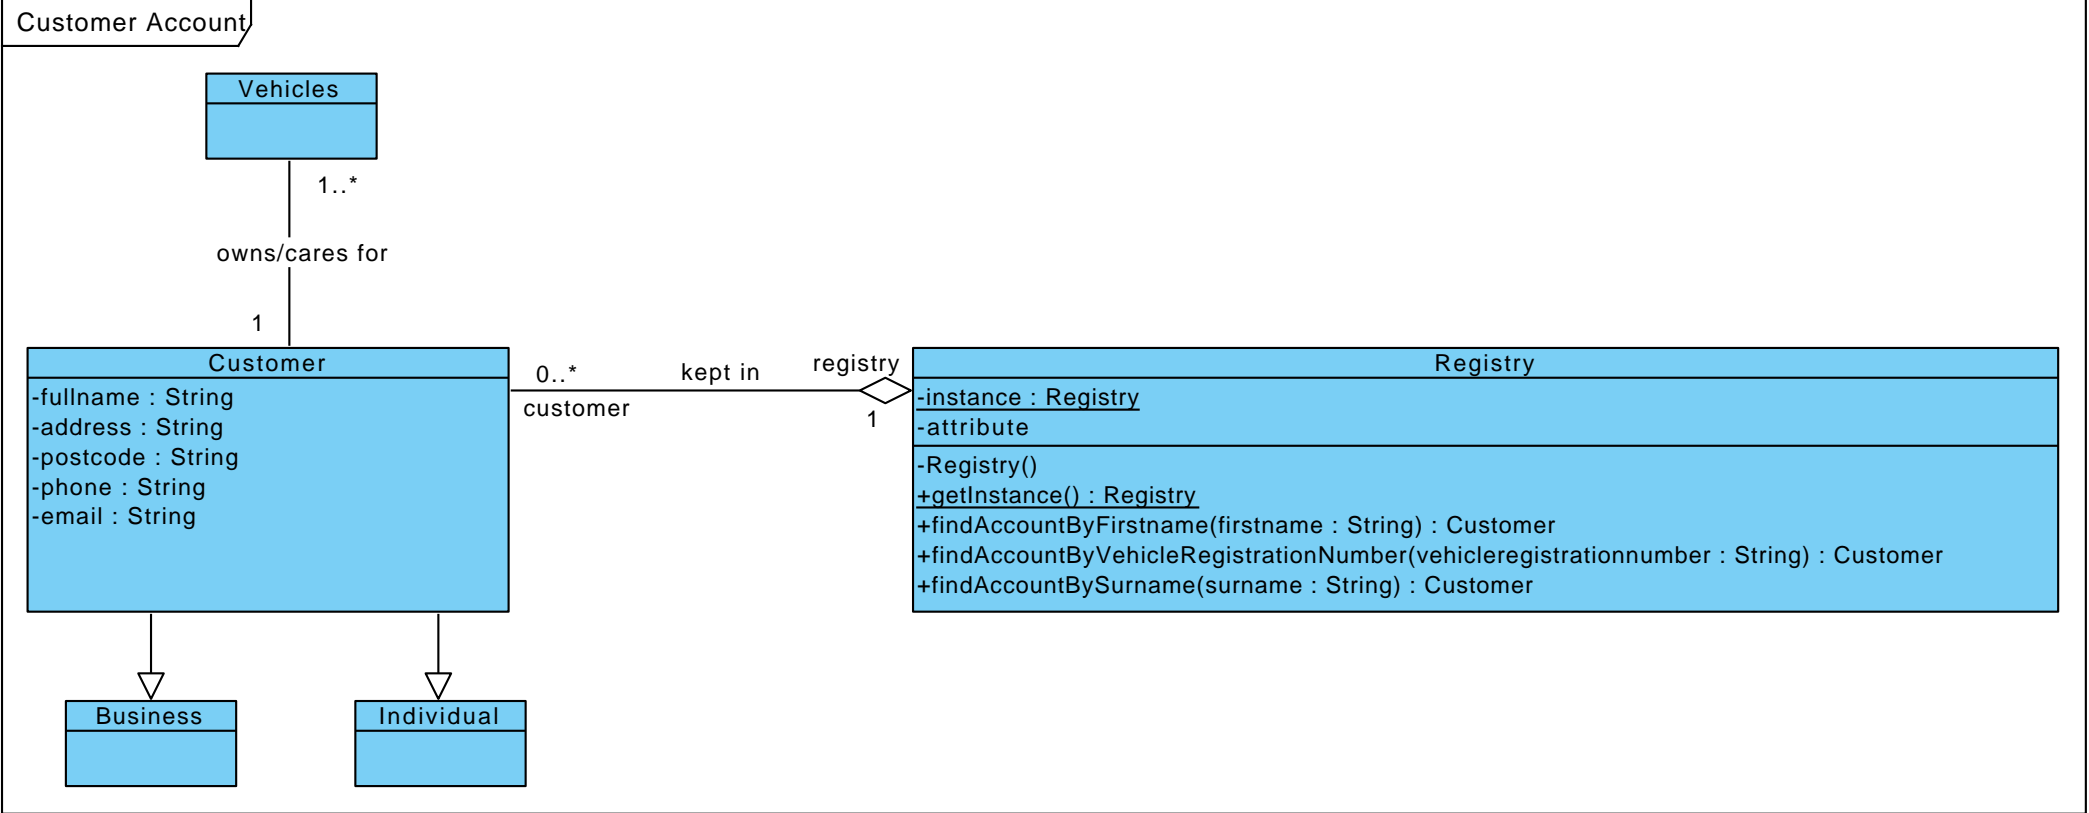 Customer Account
Vehicles
1..*
owns/cares for
1
Customer
-fullname : String
-address : String
-postcode : String
-phone : String
-email : String
0..*
kept in
registry
customer
1
Registry
-instance : Registry
-attribute
-Registry()
+getInstance() : Registry
+findAccountByFirstname(firstname : String) : Customer
+findAccountByVehicleRegistrationNumber(vehicleregistrationnumber : String) : Customer
+findAccountBySurname(surname : String) : Customer
Business
Individual